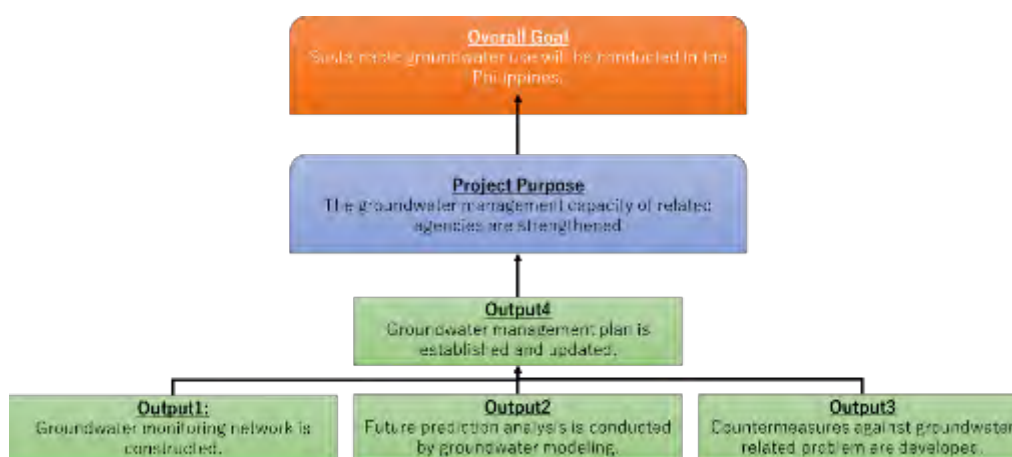 Overall Goal
Sustainable groundwater use will be conducted in the
Philippines.
Project Purpose
The groundwater management capacity of related
agencies are strengthened
Output4
Groundwater management plan is
established and updated.
Output1:
Groundwater monitoring network is
constructed.
Output2
Future prediction analysis is conducted
by groundwater modeling.
Output3
Countermeasures against groundwater
related problem are developed.